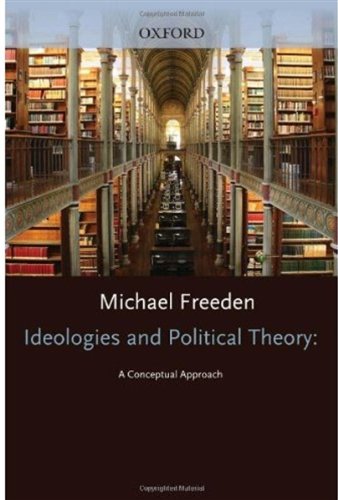 OXFORD
Michael Freeden
Ideologies and Political Theory:
A Conceptual Approach